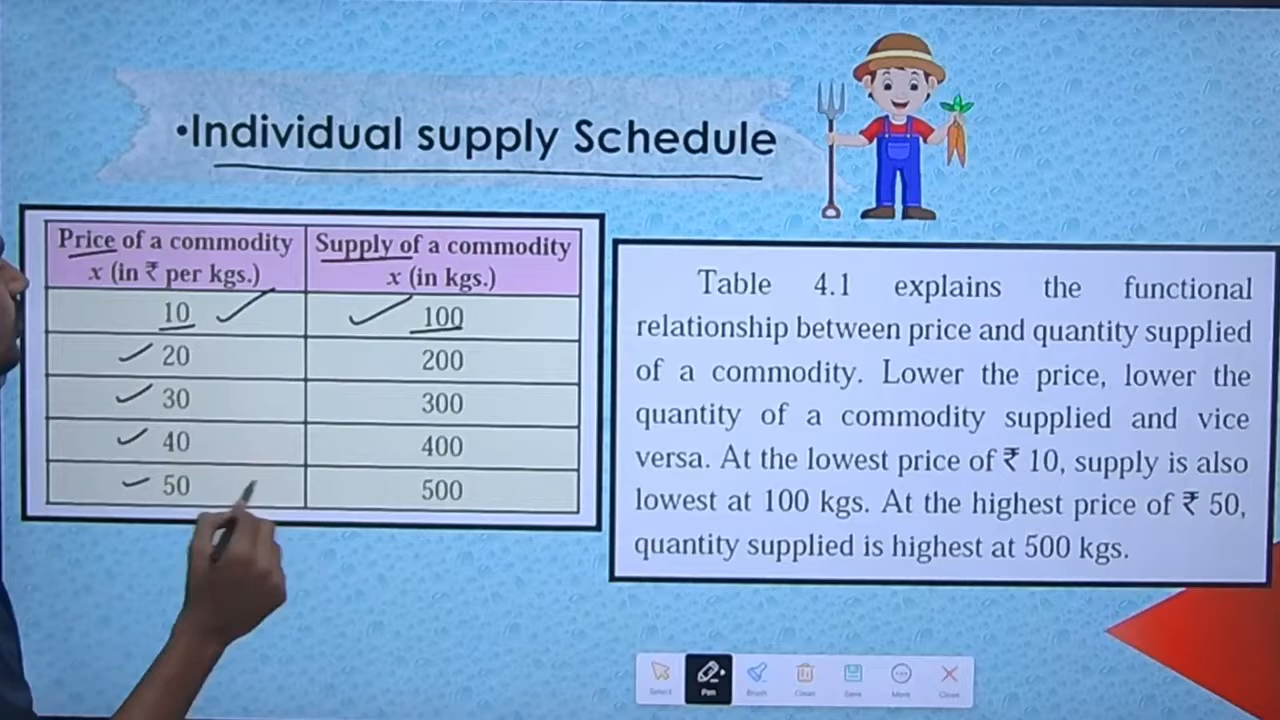 •Individual supply Schedule
Price of a commodity
x (in ₹ per kgs.)
Supply of a commodity
x (in kgs.)
10
100
20
200
30
300
40
400
50
500
Table 4.1 explains the functional
relationship between price and quantity supplied
of a commodity. Lower the price, lower the
quantity of a commodity supplied and vice
versa. At the lowest price of ₹ 10, supply is also
lowest at 100 kgs. At the highest price of ₹ 50,
quantity supplied is highest at 500 kgs.
Select
Pen
Brush
Clean
Save
More
Close